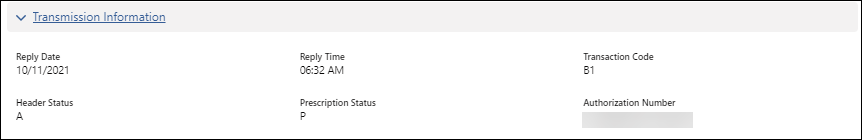 Transmission Information
Reply Date Reply Time Transaction Code
10/11/2021 06:32 AM B1
Header Status Prescription Status Authorization Number
A P